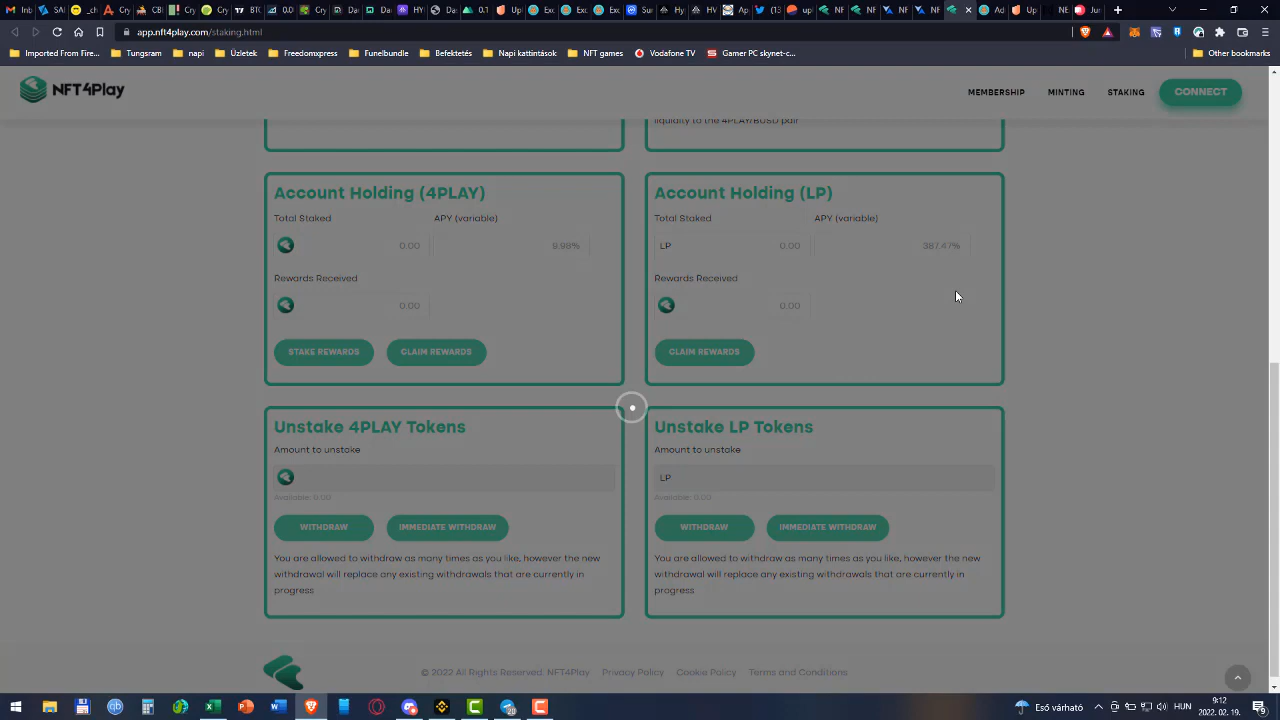 app.nft4play.com/staking.html
Imported From Fire... Tungsram napi Üzletek Freedomexpress Fundbundle Betpalyazat Napi kattintások NFT games Vodafone TV Gamer PC skynet-c... Other bookmarks
NFT4Play
MEMBERSHIP MINTING STAKING CONNECT
liquidity to the 4PLAY/BUSD pair
Account Holding (4PLAY)
Total Staked APY (variable)
0.00 9.99%
Rewards Received
0.00
STAKE REWARDS CLAIM REWARDS
Account Holding (LP)
Total Staked APY (variable)
LP 0.00 387.47%
Rewards Received
0.00
CLAIM REWARDS
Unstake 4PLAY Tokens
Amount to unstake
Available: 0.00
WITHDRAW IMMEDIATE WITHDRAW
You are allowed to withdraw as many times as you like, however the new
withdrawal will replace any existing withdrawals that are currently in
progress
Unstake LP Tokens
Amount to unstake
LP
Available: 0.00
WITHDRAW IMMEDIATE WITHDRAW
You are allowed to withdraw as many times as you like, however the new
withdrawal will replace any existing withdrawals that are currently in
progress
© 2022 All Rights Reserved. NFT4Play Privacy Policy Cookie Policy Terms and Conditions
Eső várható HUN 9:12
2022. 02. 19.